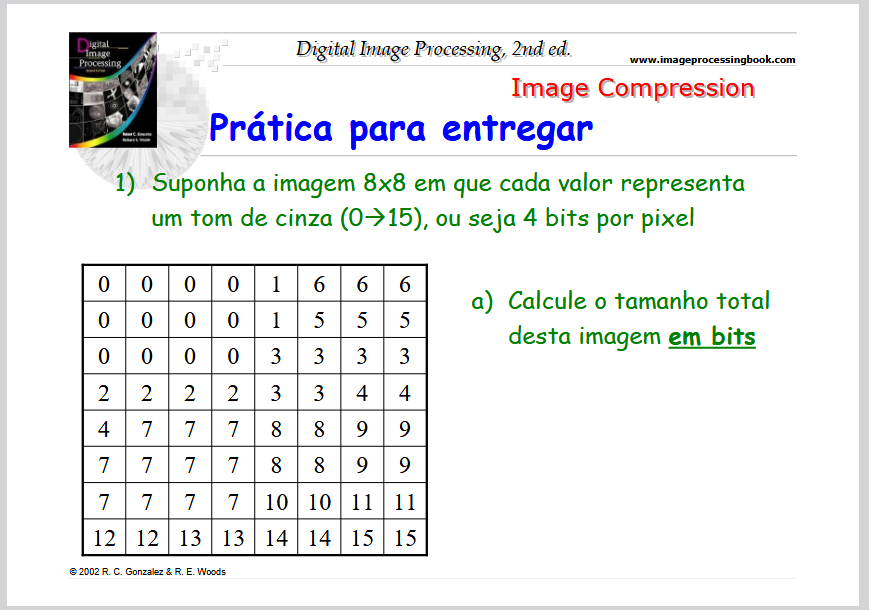 Digital
Image
Processing
Digital Image Processing, 2nd ed.
www.imageprocessingbook.com
Image Compression
Prática para entregar
1) Suponha a imagem 8x8 em que cada valor representa
um tom de cinza (0→15), ou seja 4 bits por pixel
0 0 0 0 1 6 6 6
0 0 0 0 1 5 5 5
0 0 0 0 3 3 3 3
2 2 2 2 3 3 4 4
4 7 7 7 8 8 9 9
7 7 7 7 8 8 9 9
7 7 7 7 10 10 11 11
12 12 13 13 14 14 15 15
a) Calcule o tamanho total
desta imagem em bits
© 2002 R. C. Gonzalez & R. E. Woods